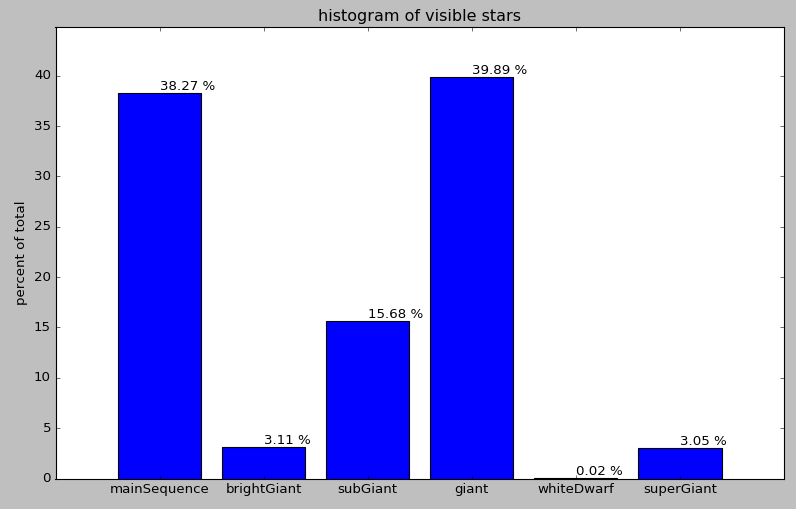 histogram of visible stars
percent of total
40
35
30
25
20
15
10
5
0
38.27 %
3.11 %
15.68 %
39.89 %
0.02 %
3.05 %
mainSequence
brightGiant
subGiant
giant
whiteDwarf
superGiant